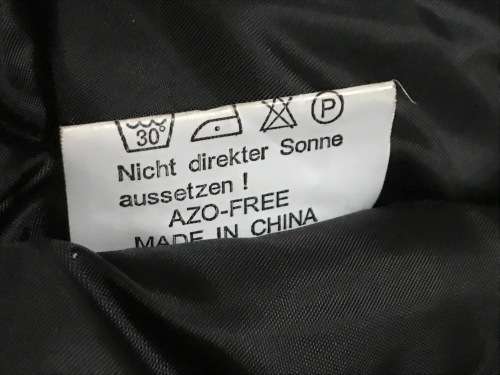 30° P
Nicht direkter Sonne
aussetzen !
AZO-FREE
MADE IN CHINA